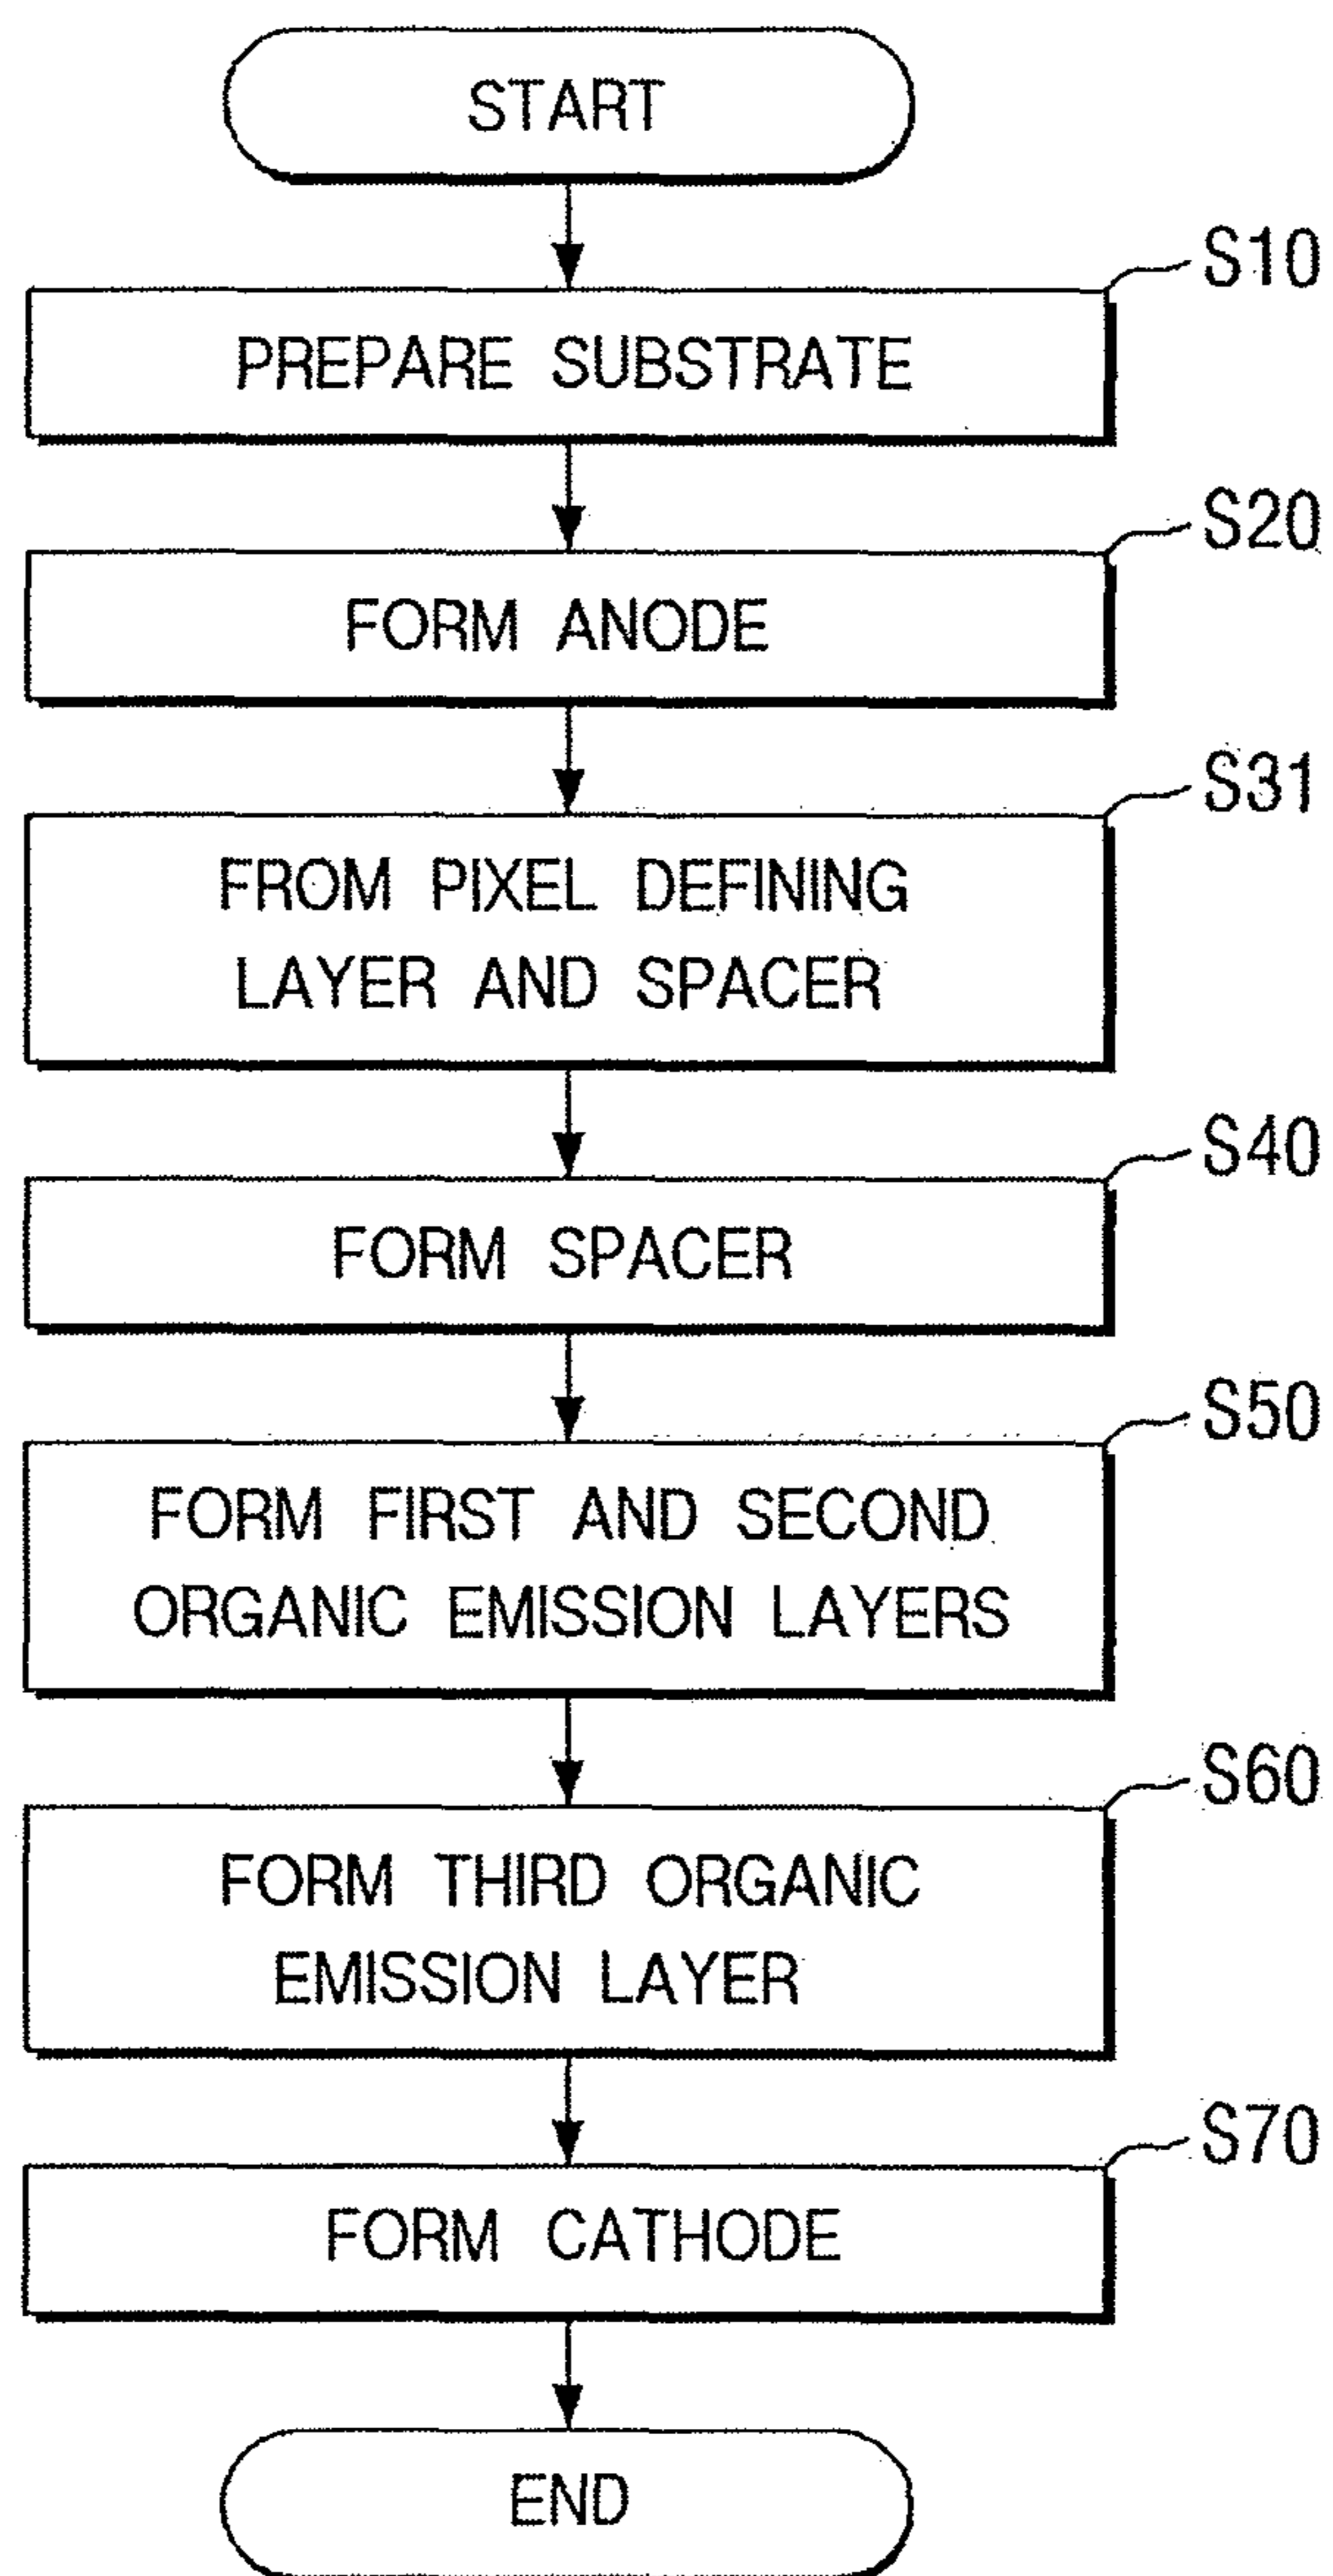 START
S10
PREPARE SUBSTRATE
S20
FORM ANODE
S31
FROM PIXEL DEFINING
LAYER AND SPACER
S40
FORM SPACER
S50
FORM FIRST AND SECOND
ORGANIC EMISSION LAYERS
S60
FORM THIRD ORGANIC
EMISSION LAYER
S70
FORM CATHODE
END